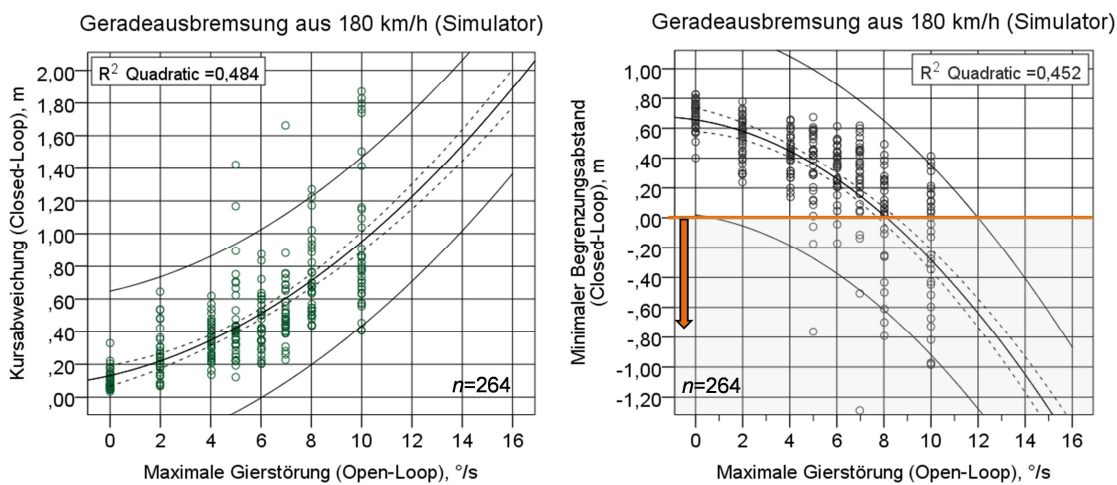 Geradeausbremsung aus 180 km/h (Simulator)
R² Quadratic =0,484
Kursabweichung (Closed-Loop), m
2,00
1,80
1,60
1,40
1,20
1,00
,80
,60
,40
,20
,00
n=264
0 2 4 6 8 10 12 14 16
Maximale Gierstörung (Open-Loop), °/s
Geradeausbremsung aus 180 km/h (Simulator)
R² Quadratic =0,452
Minimaler Begrenzungsabstand
(Closed-Loop), m
1,00
,80
,60
,40
,20
,00
-,20
-,40
-,60
-,80
-1,00
-1,20
n=264
0 2 4 6 8 10 12 14 16
Maximale Gierstörung (Open-Loop), °/s